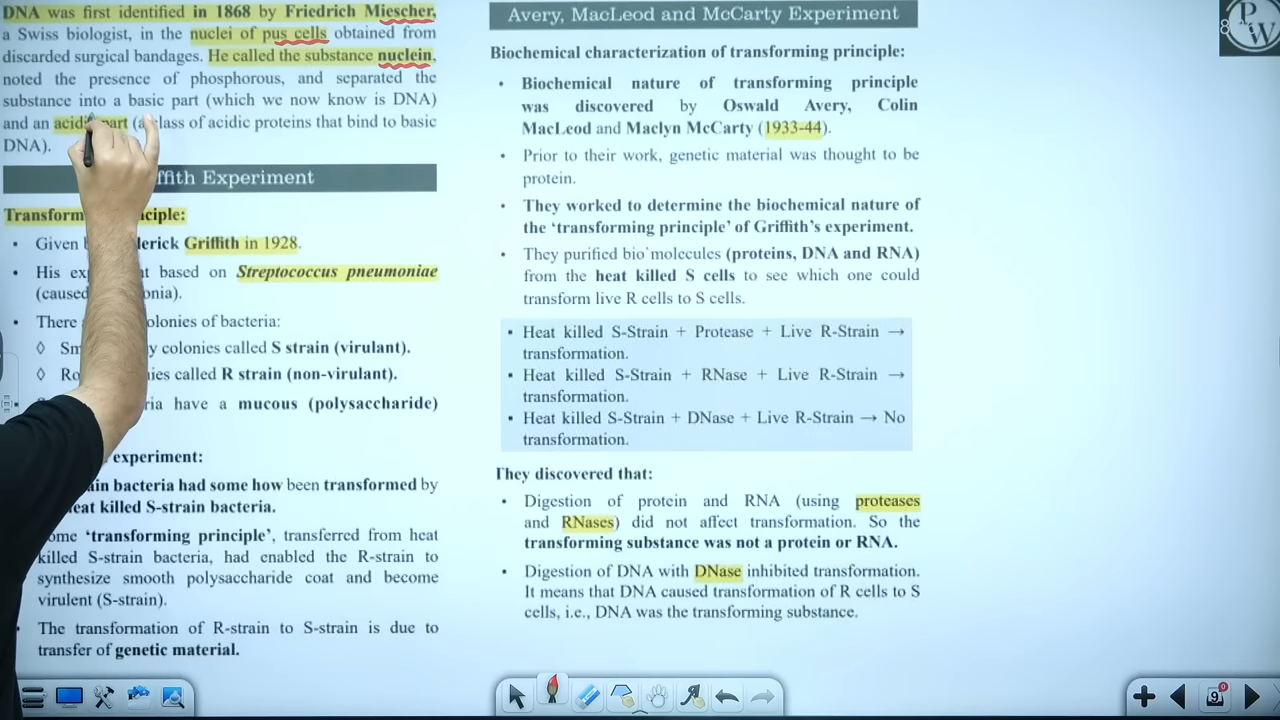 DNA was first identified in 1868 by Friedrich Miescher,
a Swiss biologist, in the nuclei of pus cells obtained from
discarded surgical bandages. He called the substance nuclein,
noted the presence of phosphorous, and separated the
substance into a basic part (which we now know is DNA)
and an acidic part (a class of acidic proteins that bind to basic
DNA).
ffith Experiment
Transform ciple:
• Given erick Griffith in 1928.
• His ex t based on Streptococcus pneumoniae
(caused onia).
• There olonies of bacteria:
◊ Sm y colonies called S strain (virulant).
◊ Ro ies called R strain (non-virulant).
ria have a mucous (polysaccharide)
experiment:
ain bacteria had some how been transformed by
eat killed S-strain bacteria.
ome ‘transforming principle’, transferred from heat
killed S-strain bacteria, had enabled the R-strain to
synthesize smooth polysaccharide coat and become
virulent (S-strain).
• The transformation of R-strain to S-strain is due to
transfer of genetic material.
Avery, MacLeod and McCarty Experiment
Biochemical characterization of transforming principle:
• Biochemical nature of transforming principle
was discovered by Oswald Avery, Colin
MacLeod and Maclyn McCarty (1933-44).
• Prior to their work, genetic material was thought to be
protein.
• They worked to determine the biochemical nature of
the ‘transforming principle’ of Griffith’s experiment.
• They purified bio molecules (proteins, DNA and RNA)
from the heat killed S cells to see which one could
transform live R cells to S cells.
• Heat killed S-Strain + Protease + Live R-Strain →
transformation.
• Heat killed S-Strain + RNase + Live R-Strain →
transformation.
• Heat killed S-Strain + DNase + Live R-Strain → No
transformation.
They discovered that:
• Digestion of protein and RNA (using proteases
and RNases) did not affect transformation. So the
transforming substance was not a protein or RNA.
• Digestion of DNA with DNase inhibited transformation.
It means that DNA caused transformation of R cells to S
cells, i.e., DNA was the transforming substance.
P
W
8
9
0